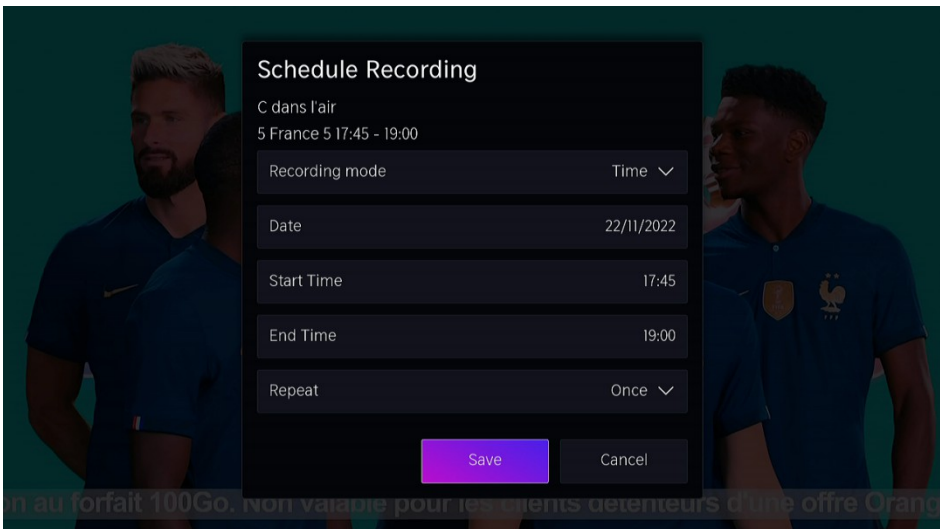 Schedule Recording
C dans l'air
5 France 5 17:45 - 19:00
Recording mode Time
Date 22/11/2022
Start Time 17:45
End Time 19:00
Repeat Once
Save Cancel
on au forfait 100Go. Non valable pour les clients détenteurs d'une offre Orang